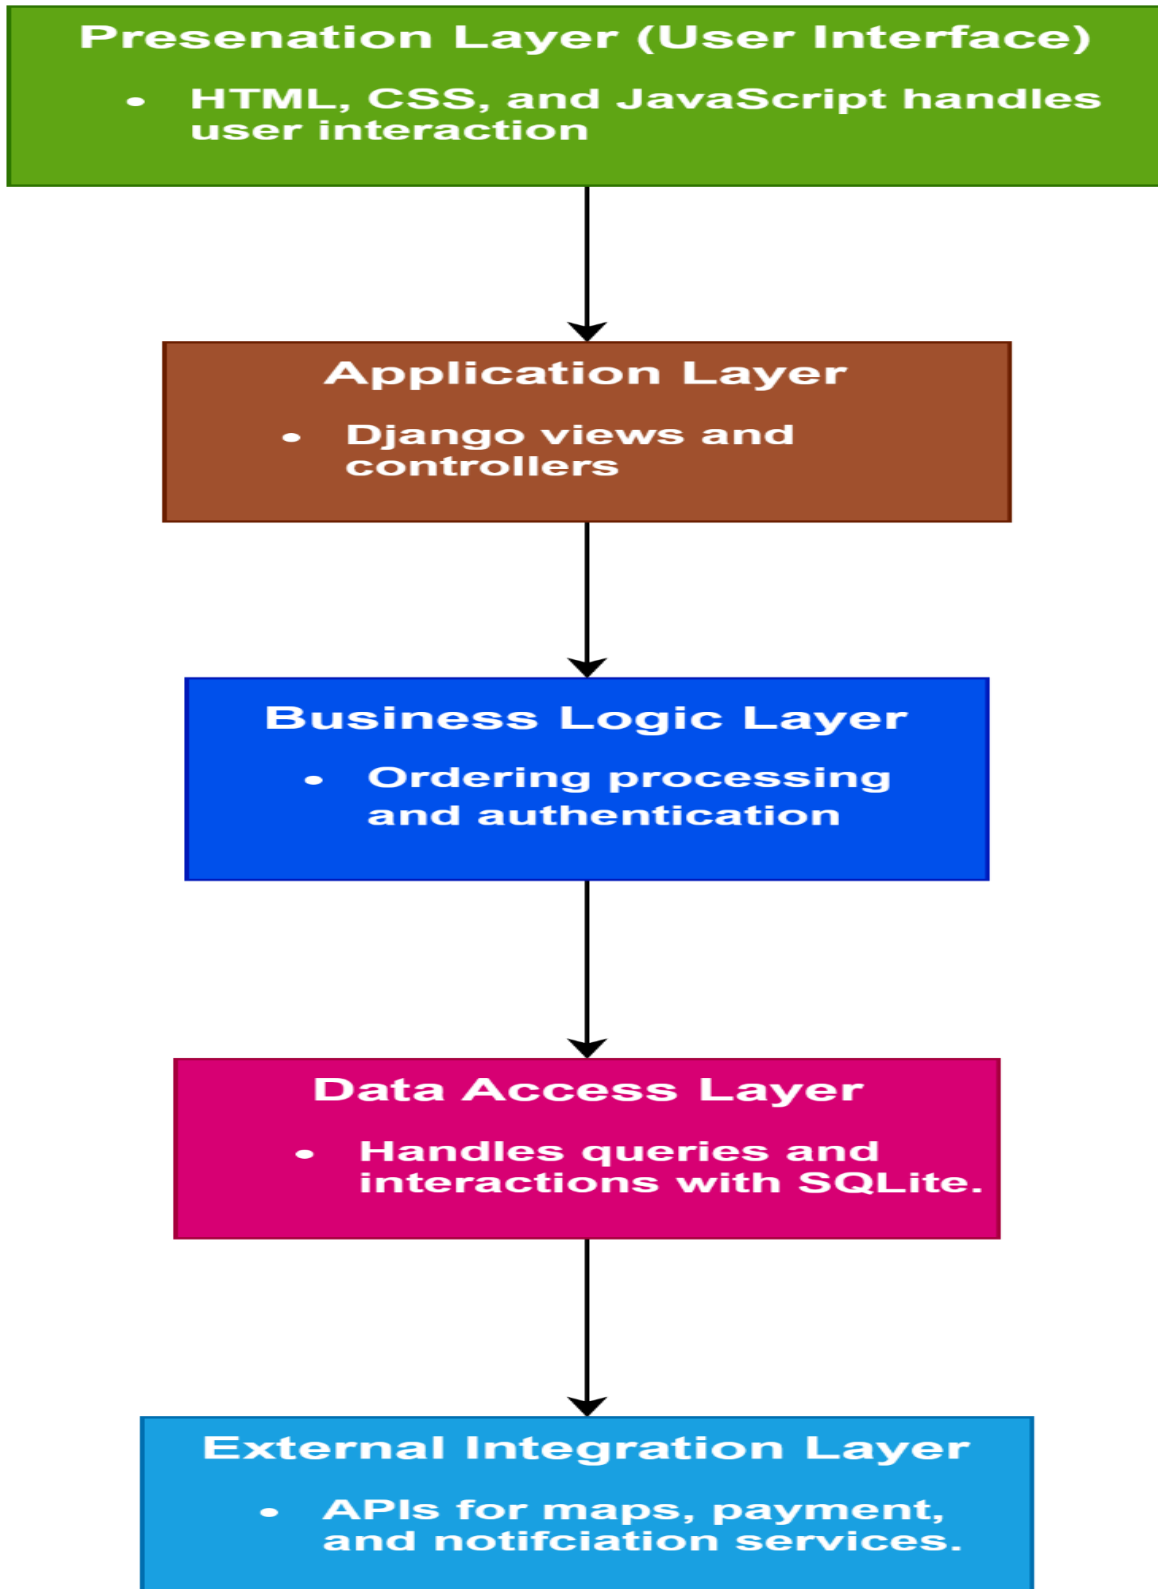 Presenation Layer (User Interface)
• HTML, CSS, and JavaScript handles
user interaction
Application Layer
• Django views and
controllers
Business Logic Layer
• Ordering processing
and authentication
Data Access Layer
• Handles queries and
interactions with SQLite.
External Integration Layer
• APIs for maps, payment,
and notifciation services.